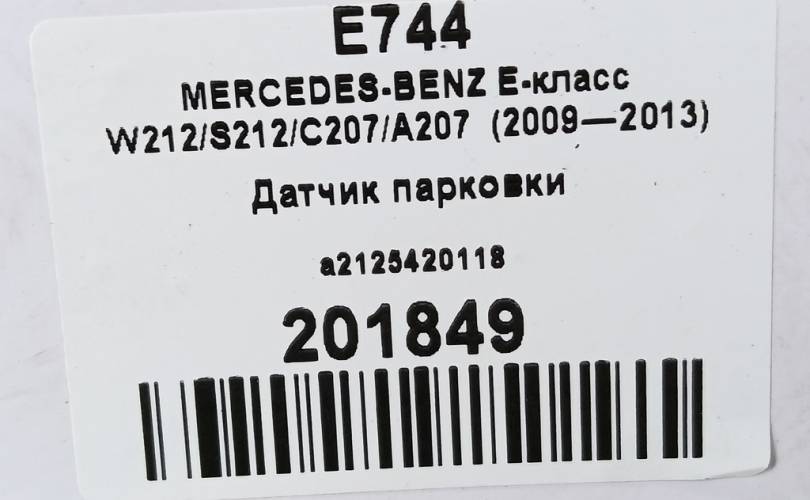 E744
MERCEDES-BENZ E-класс
W212/S212/C207/A207 (2009—2013)
Датчик парковки
a2125420118
201849